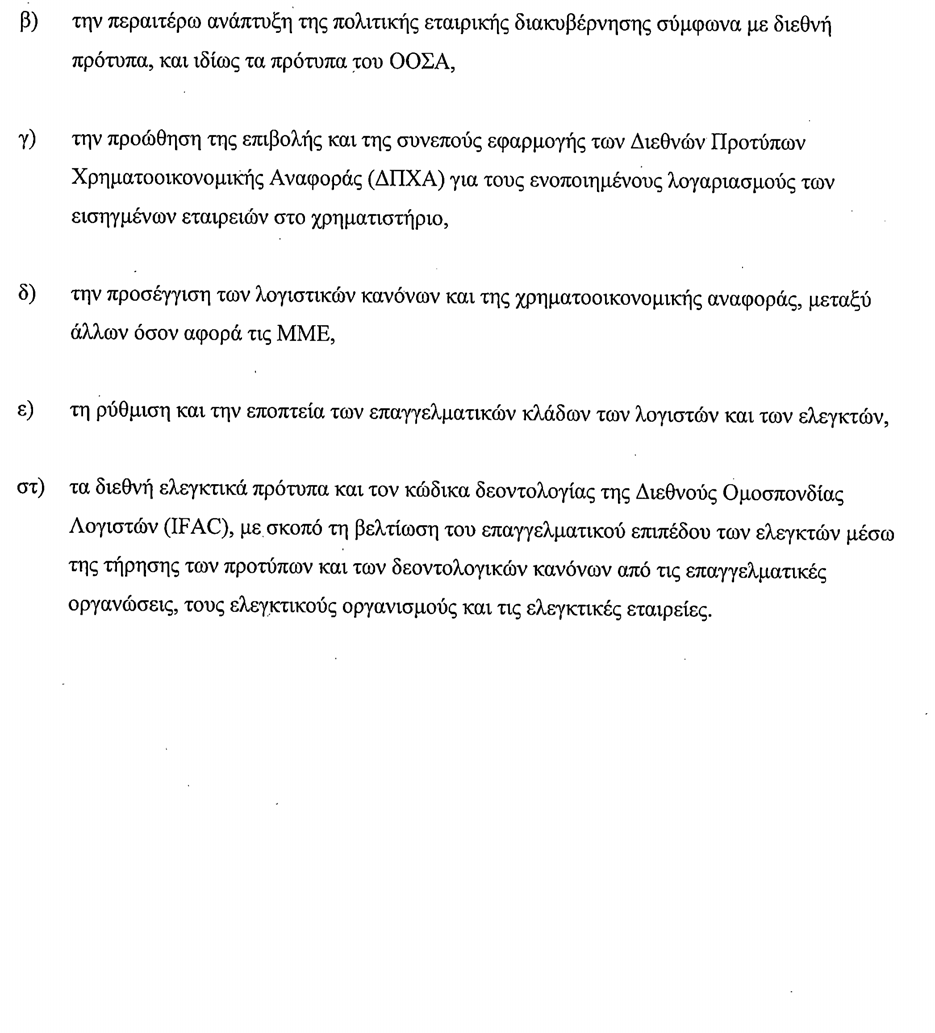 β) την περαιτέρω ανάπτυξη της πολιτικής εταιρικής διακυβέρνησης σύμφωνα με διεθνή
πρότυπα, και ιδίως τα πρότυπα του ΟΟΣΑ,
γ) την προώθηση της επιβολής και της συνεπούς εφαρμογής των Διεθνών Προτύπων
Χρηματοοικονομικής Αναφοράς (ΔΠΧΑ) για τους ενοποιημένους λογαριασμούς των
εισηγμένων εταιρειών στο χρηματιστήριο,
δ) την προσέγγιση των λογιστικών κανόνων και της χρηματοοικονομικής αναφοράς, μεταξύ
άλλων όσον αφορά τις ΜΜΕ,
ε) τη ρύθμιση και την εποπτεία των επαγγελματικών κλάδων των λογιστών και των ελεγκτών,
στ) τα διεθνή ελεγκτικά πρότυπα και τον κώδικα δεοντολογίας της Διεθνούς Ομοσπονδίας
Λογιστών (IFAC), με σκοπό τη βελτίωση του επαγγελματικού επιπέδου των ελεγκτών μέσω
της τήρησης των προτύπων και των δεοντολογικών κανόνων από τις επαγγελματικές
οργανώσεις, τους ελεγκτικούς οργανισμούς και τις ελεγκτικές εταιρείες.